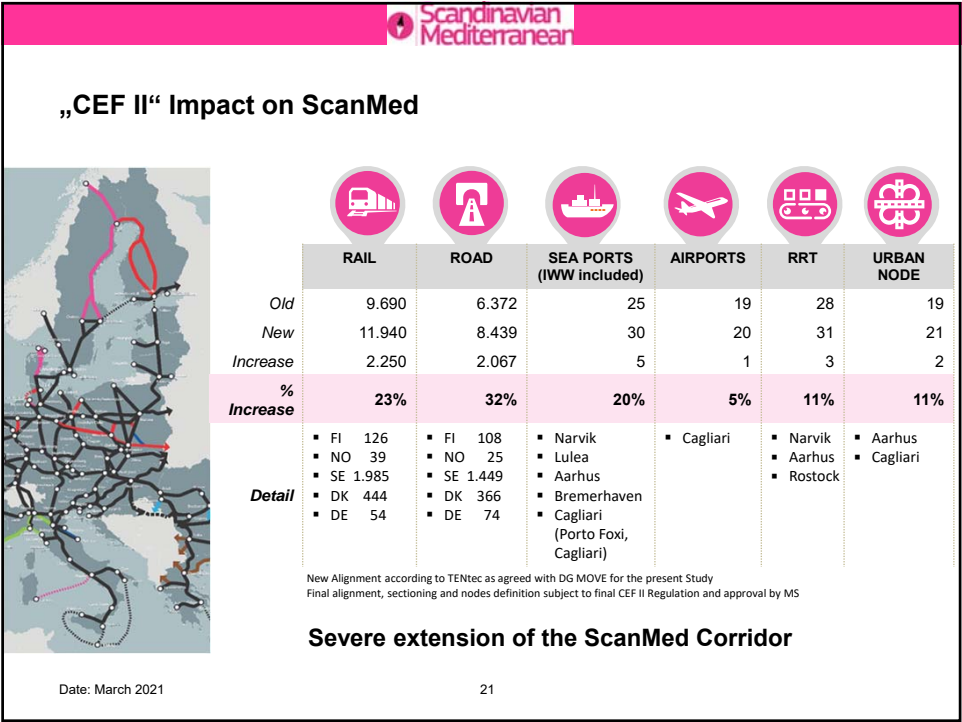 Scandinavian
Mediterranean
„CEF II“ Impact on ScanMed
RAIL ROAD SEA PORTS (IWW included) AIRPORTS RRT URBAN NODE
Old 9.690 6.372 25 19 28 19
New 11.940 8.439 30 20 31 21
Increase 2.250 2.067 5 1 3 2
% Increase 23% 32% 20% 5% 11% 11%
Detail
▪ FI 126
▪ NO 39
▪ SE 1.985
▪ DK 444
▪ DE 54
▪ FI 108
▪ NO 25
▪ SE 1.449
▪ DK 366
▪ DE 74
▪ Narvik
▪ Lulea
▪ Aarhus
▪ Bremerhaven
▪ Cagliari
(Porto Foxi,
Cagliari)
▪ Cagliari
▪ Narvik
▪ Aarhus
▪ Rostock
▪ Aarhus
▪ Cagliari
New Alignment according to TENtec as agreed with DG MOVE for the present Study
Final alignment, sectioning and nodes definition subject to final CEF II Regulation and approval by MS
Severe extension of the ScanMed Corridor
Date: March 2021
21